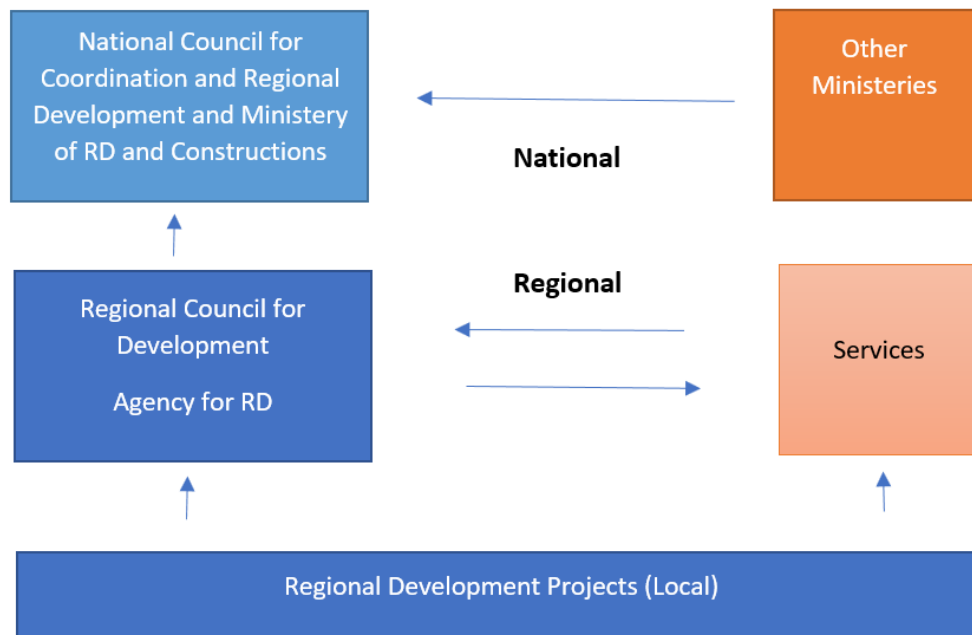 National Council for
Coordination and Regional
Development and Ministery
of RD and Constructions
Other
Ministeries
National
Regional
Regional Council for
Development
Agency for RD
Services
Regional Development Projects (Local)